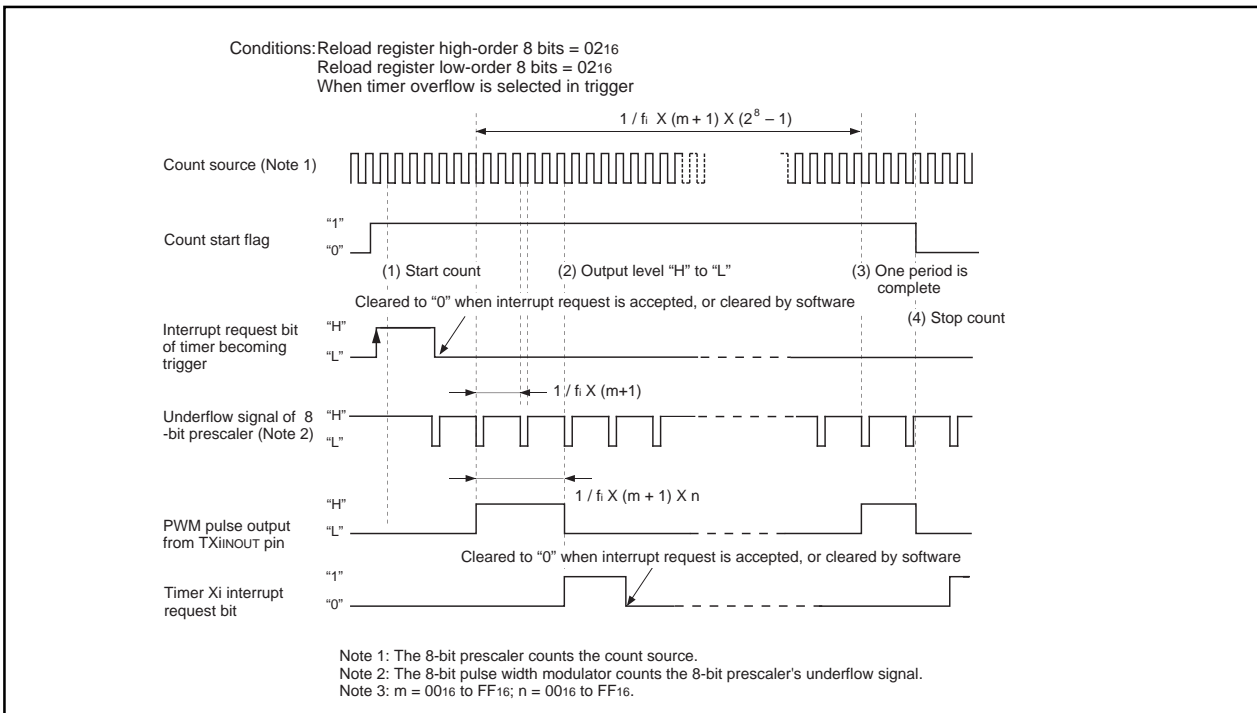 Conditions:Reload register high-order 8 bits = 0216
Reload register low-order 8 bits = 0216
When timer overflow is selected in trigger
1 / fi X (m + 1) X (2^8 – 1)
Count source (Note 1)
“1”
Count start flag
“0”
(1) Start count
(2) Output level “H” to “L”
(3) One period is
complete
Cleared to “0” when interrupt request is accepted, or cleared by software
(4) Stop count
“H”
Interrupt request bit
of timer becoming
trigger
“L”
1 / fi X (m+1)
“H”
Underflow signal of 8
-bit prescaler (Note 2)
“L”
1 / fi X (m + 1) X n
“H”
PWM pulse output
from TXiINOUT pin
“L”
Cleared to “0” when interrupt request is accepted, or cleared by software
“1”
Timer Xi interrupt
request bit
“0”
Note 1: The 8-bit prescaler counts the count source.
Note 2: The 8-bit pulse width modulator counts the 8-bit prescaler's underflow signal.
Note 3: m = 0016 to FF16; n = 0016 to FF16.